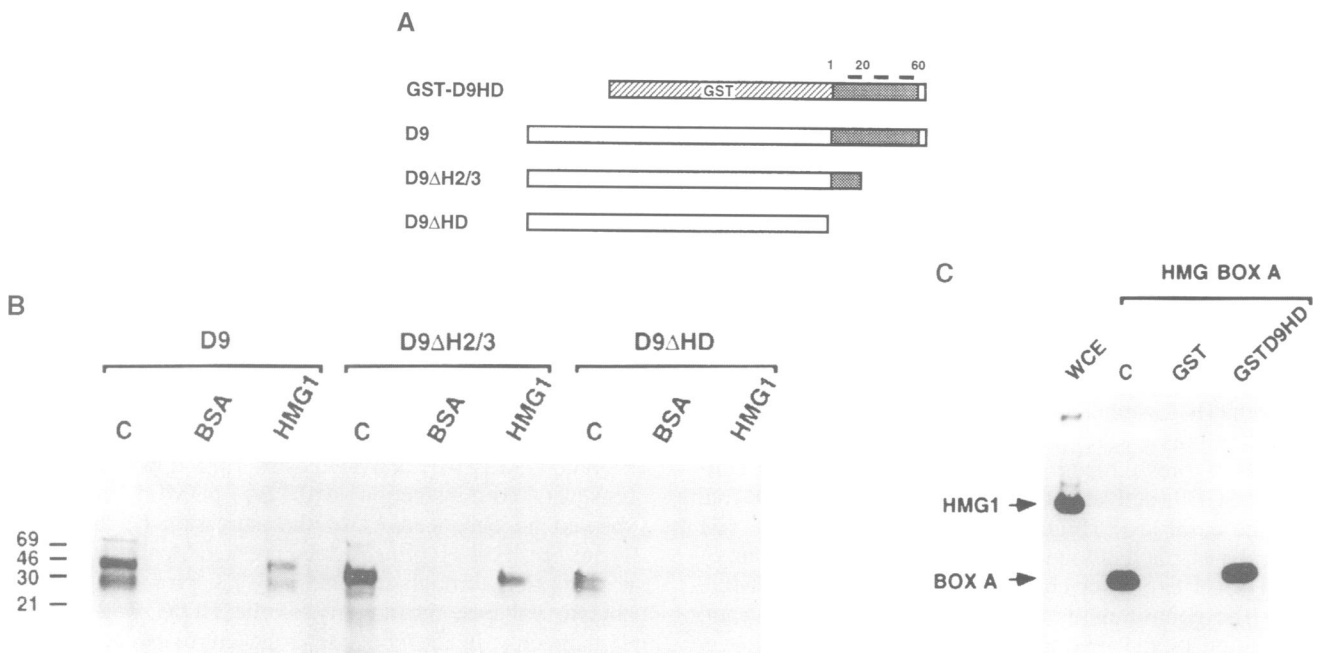 A
1 20 60
GST-D9HD GST
D9
D9ΔH2/3
D9ΔHD
B
D9 D9ΔH2/3 D9ΔHD
C BSA HMG1 C BSA HMG1 C BSA HMG1
69
46
30
21
C
HMG BOX A
WCE C GST GSTD9HD
HMG1
BOX A